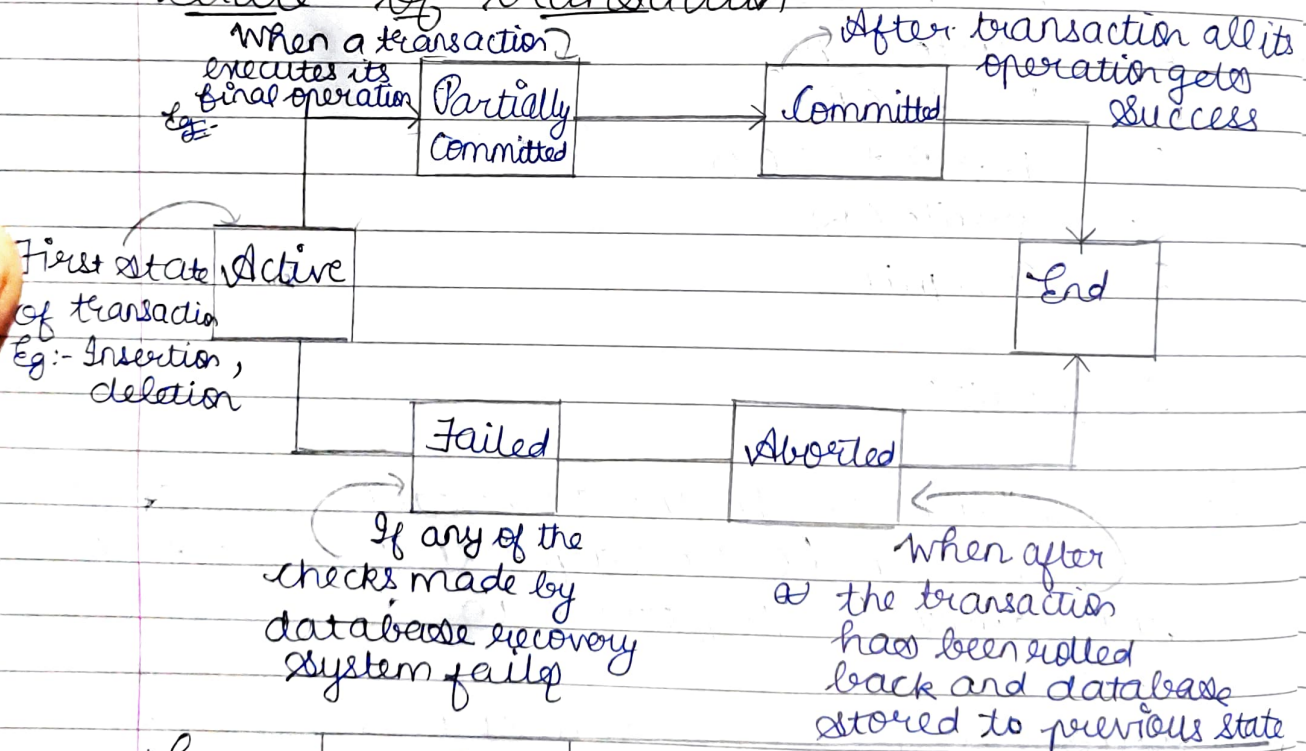 of transaction
When a transaction
executes its
final operation
Eg:-
Partially
Committed
Committed
After transaction all its
operation gets
Success
First state
of transactio
Eg:- Insertion,
deletion
Active
End
Failed
Aborted
If any of the
checks made by
database recovery
system fails
When after
the transaction
has been rolled
back and database
stored to previous state